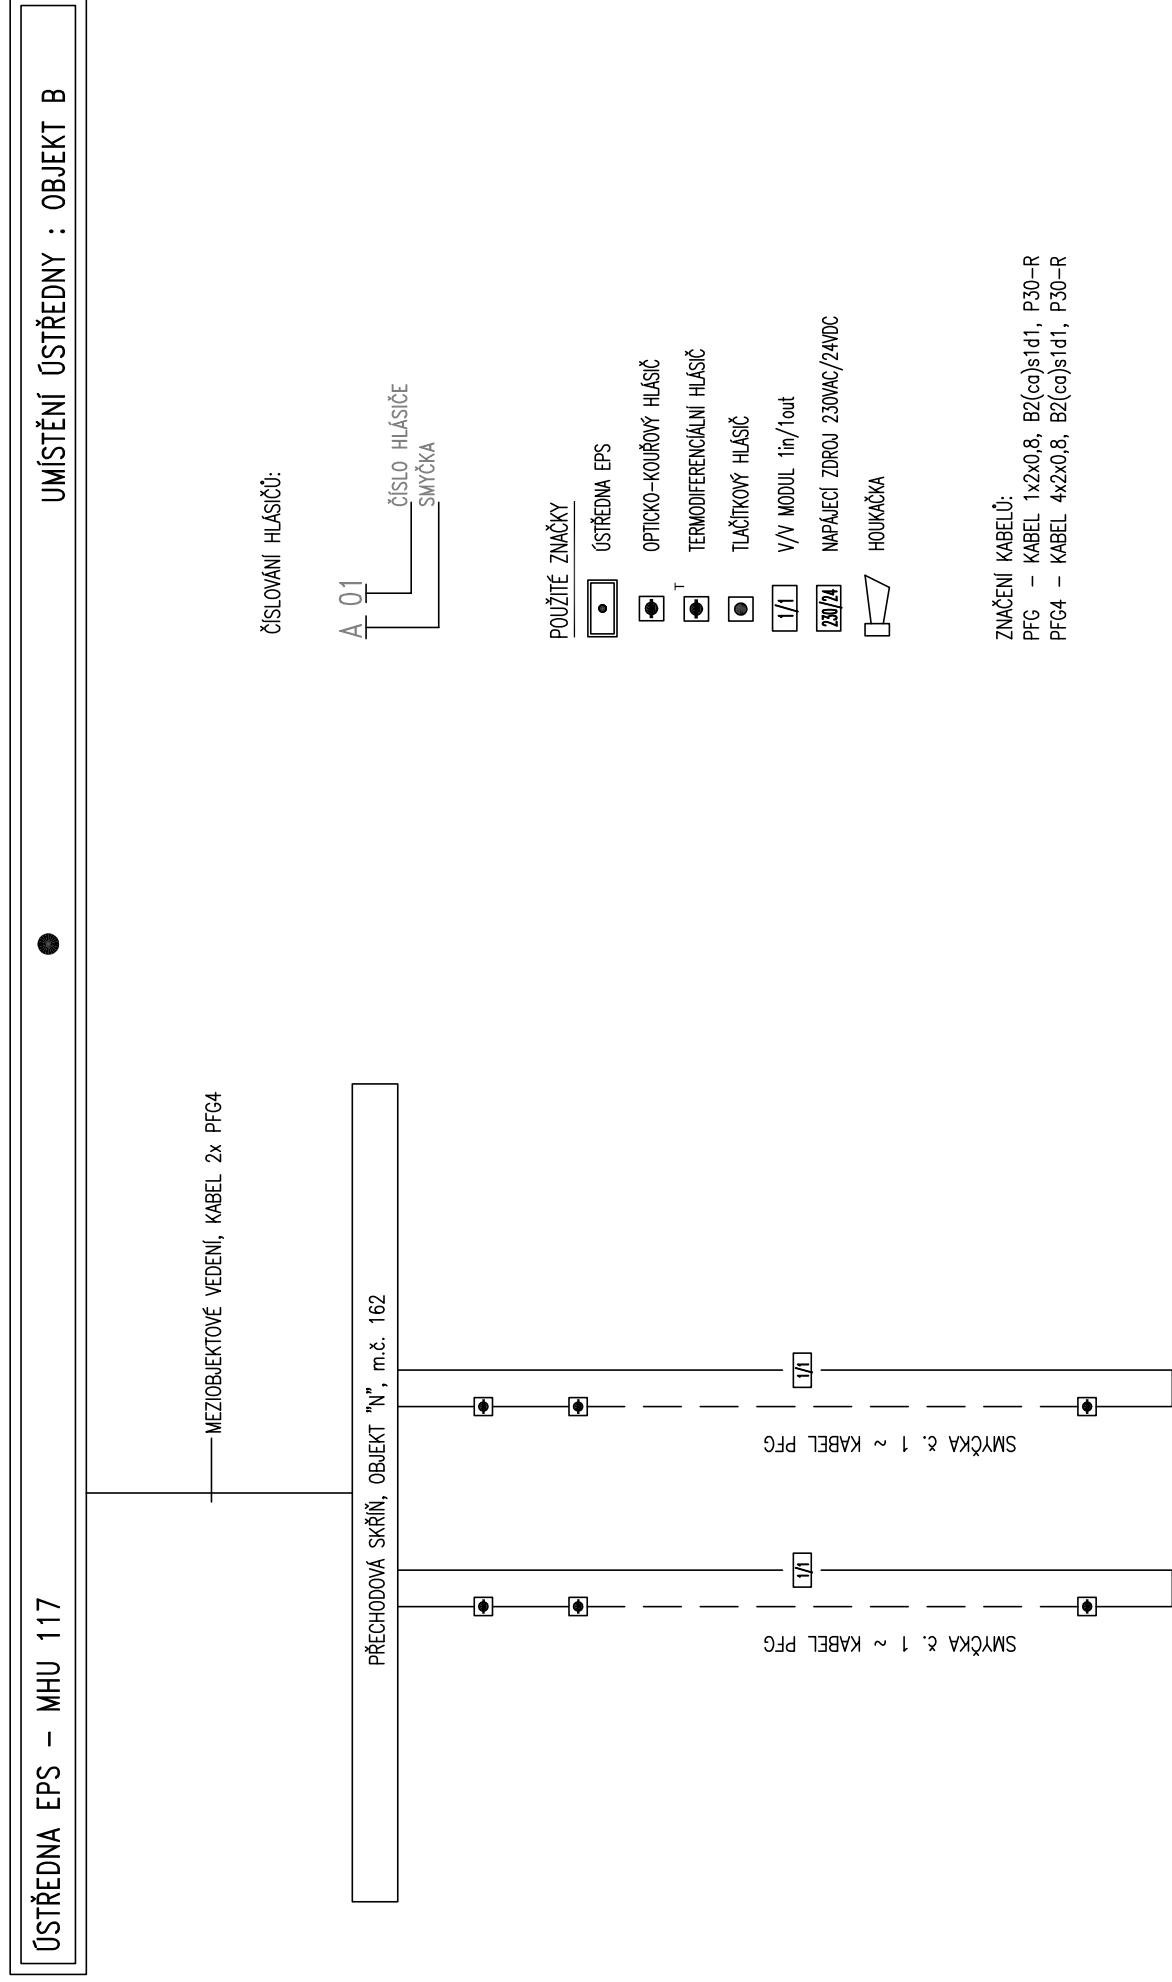 ÚSTŘEDNA EPS – MHU 117
UMÍSTĚNÍ ÚSTŘEDNY : OBJEKT B
MEZIOBJEKTOVÉ VEDENÍ, KABEL 2x PFG4
PŘECHODOVÁ SKŘÍŇ, OBJEKT "N", m.č. 162
1/1
1/1
SMYČKA č. 1 ~ KABEL PFG
SMYČKA č. 1 ~ KABEL PFG
ČÍSLOVÁNÍ HLÁSIČŮ:
A 01
ČÍSLO HLÁSIČE
SMYČKA
POUŽITÉ ZNAČKY
ÚSTŘEDNA EPS
OPTICKO–KOUŘOVÝ HLÁSIČ
T TERMODIFERENCIÁLNÍ HLÁSIČ
TLAČÍTKOVÝ HLÁSIČ
1/1 V/V MODUL 1in/1out
230/24 NAPÁJECÍ ZDROJ 230VAC/24VDC
HOUKAČKA
ZNAČENÍ KABELŮ:
PFG – KABEL 1x2x0,8, B2(ca)s1d1, P30–R
PFG4 – KABEL 4x2x0,8, B2(ca)s1d1, P30–R